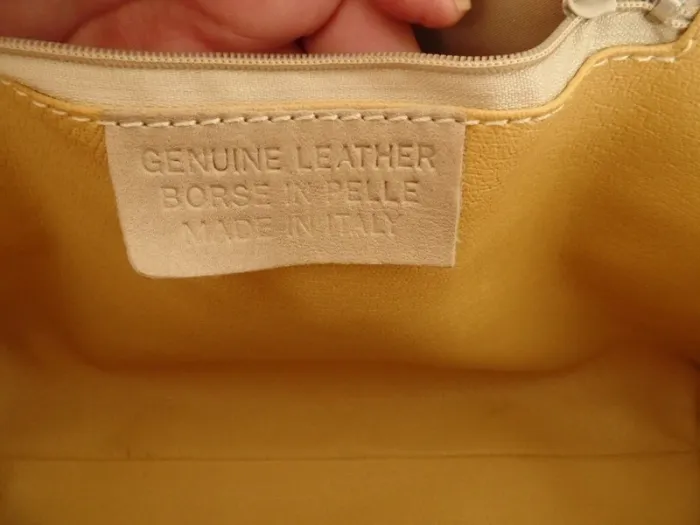 GENUINE LEATHER
BORSE IN PELLE
MADE IN ITALY